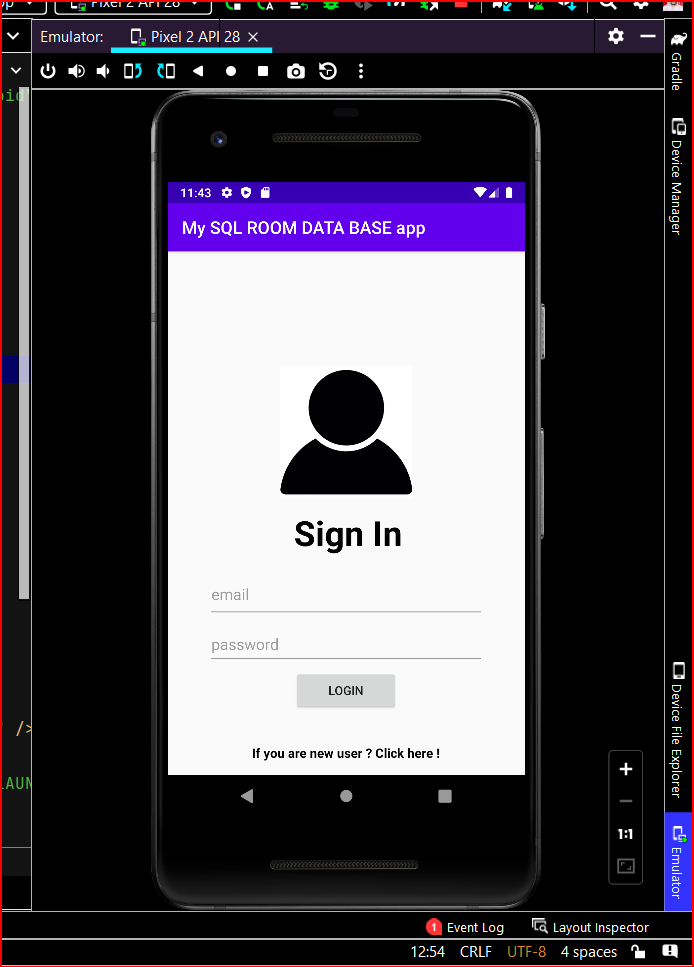 Pixel 2 API 28
Emulator:
Pixel 2 API 28
Gradle
Device Manager
11:43
My SQL ROOM DATA BASE app
Sign In
email
password
LOGIN
If you are new user ? Click here !
/>
1:1
Device File Explorer
Emulator
1
Event Log
Layout Inspector
12:54
CRLF
UTF-8
4 spaces